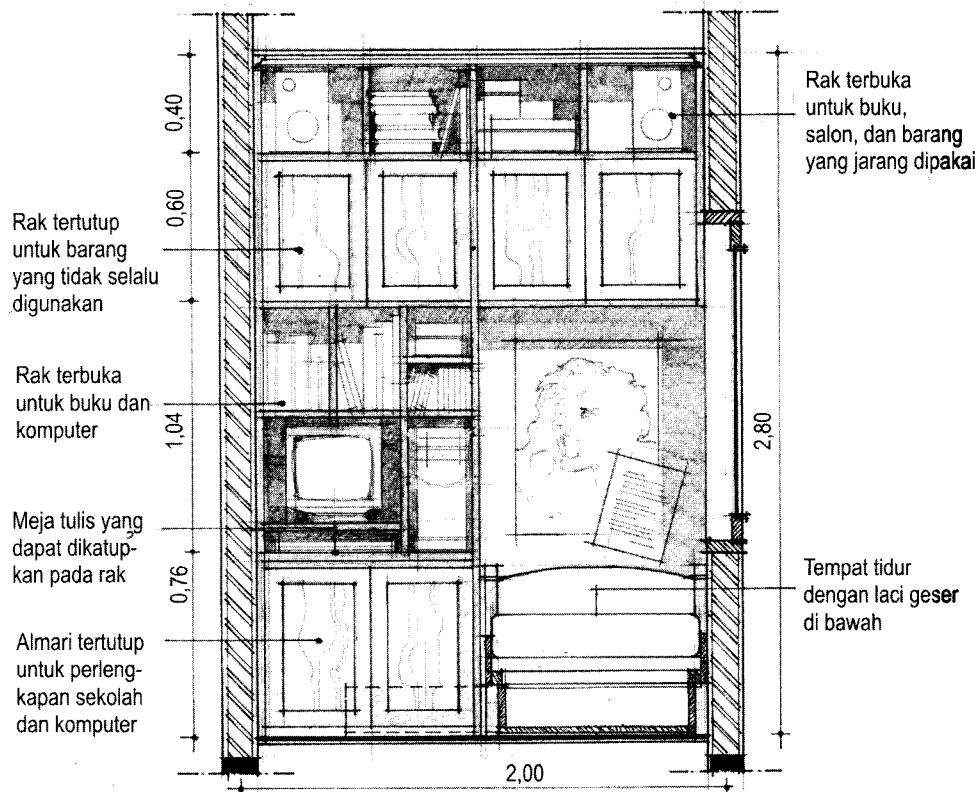 Rak terbuka
untuk buku,
salon, dan barang
yang jarang dipakai
0,40
0,60
Rak tertutup
untuk barang
yang tidak selalu
digunakan
Rak terbuka
untuk buku dan
komputer
1,04
2,80
Meja tulis yang
dapat dikatup-
kan pada rak
0,76
Tempat tidur
dengan laci geser
di bawah
Almari tertutup
untuk perleng-
kapan sekolah
dan komputer
2,00